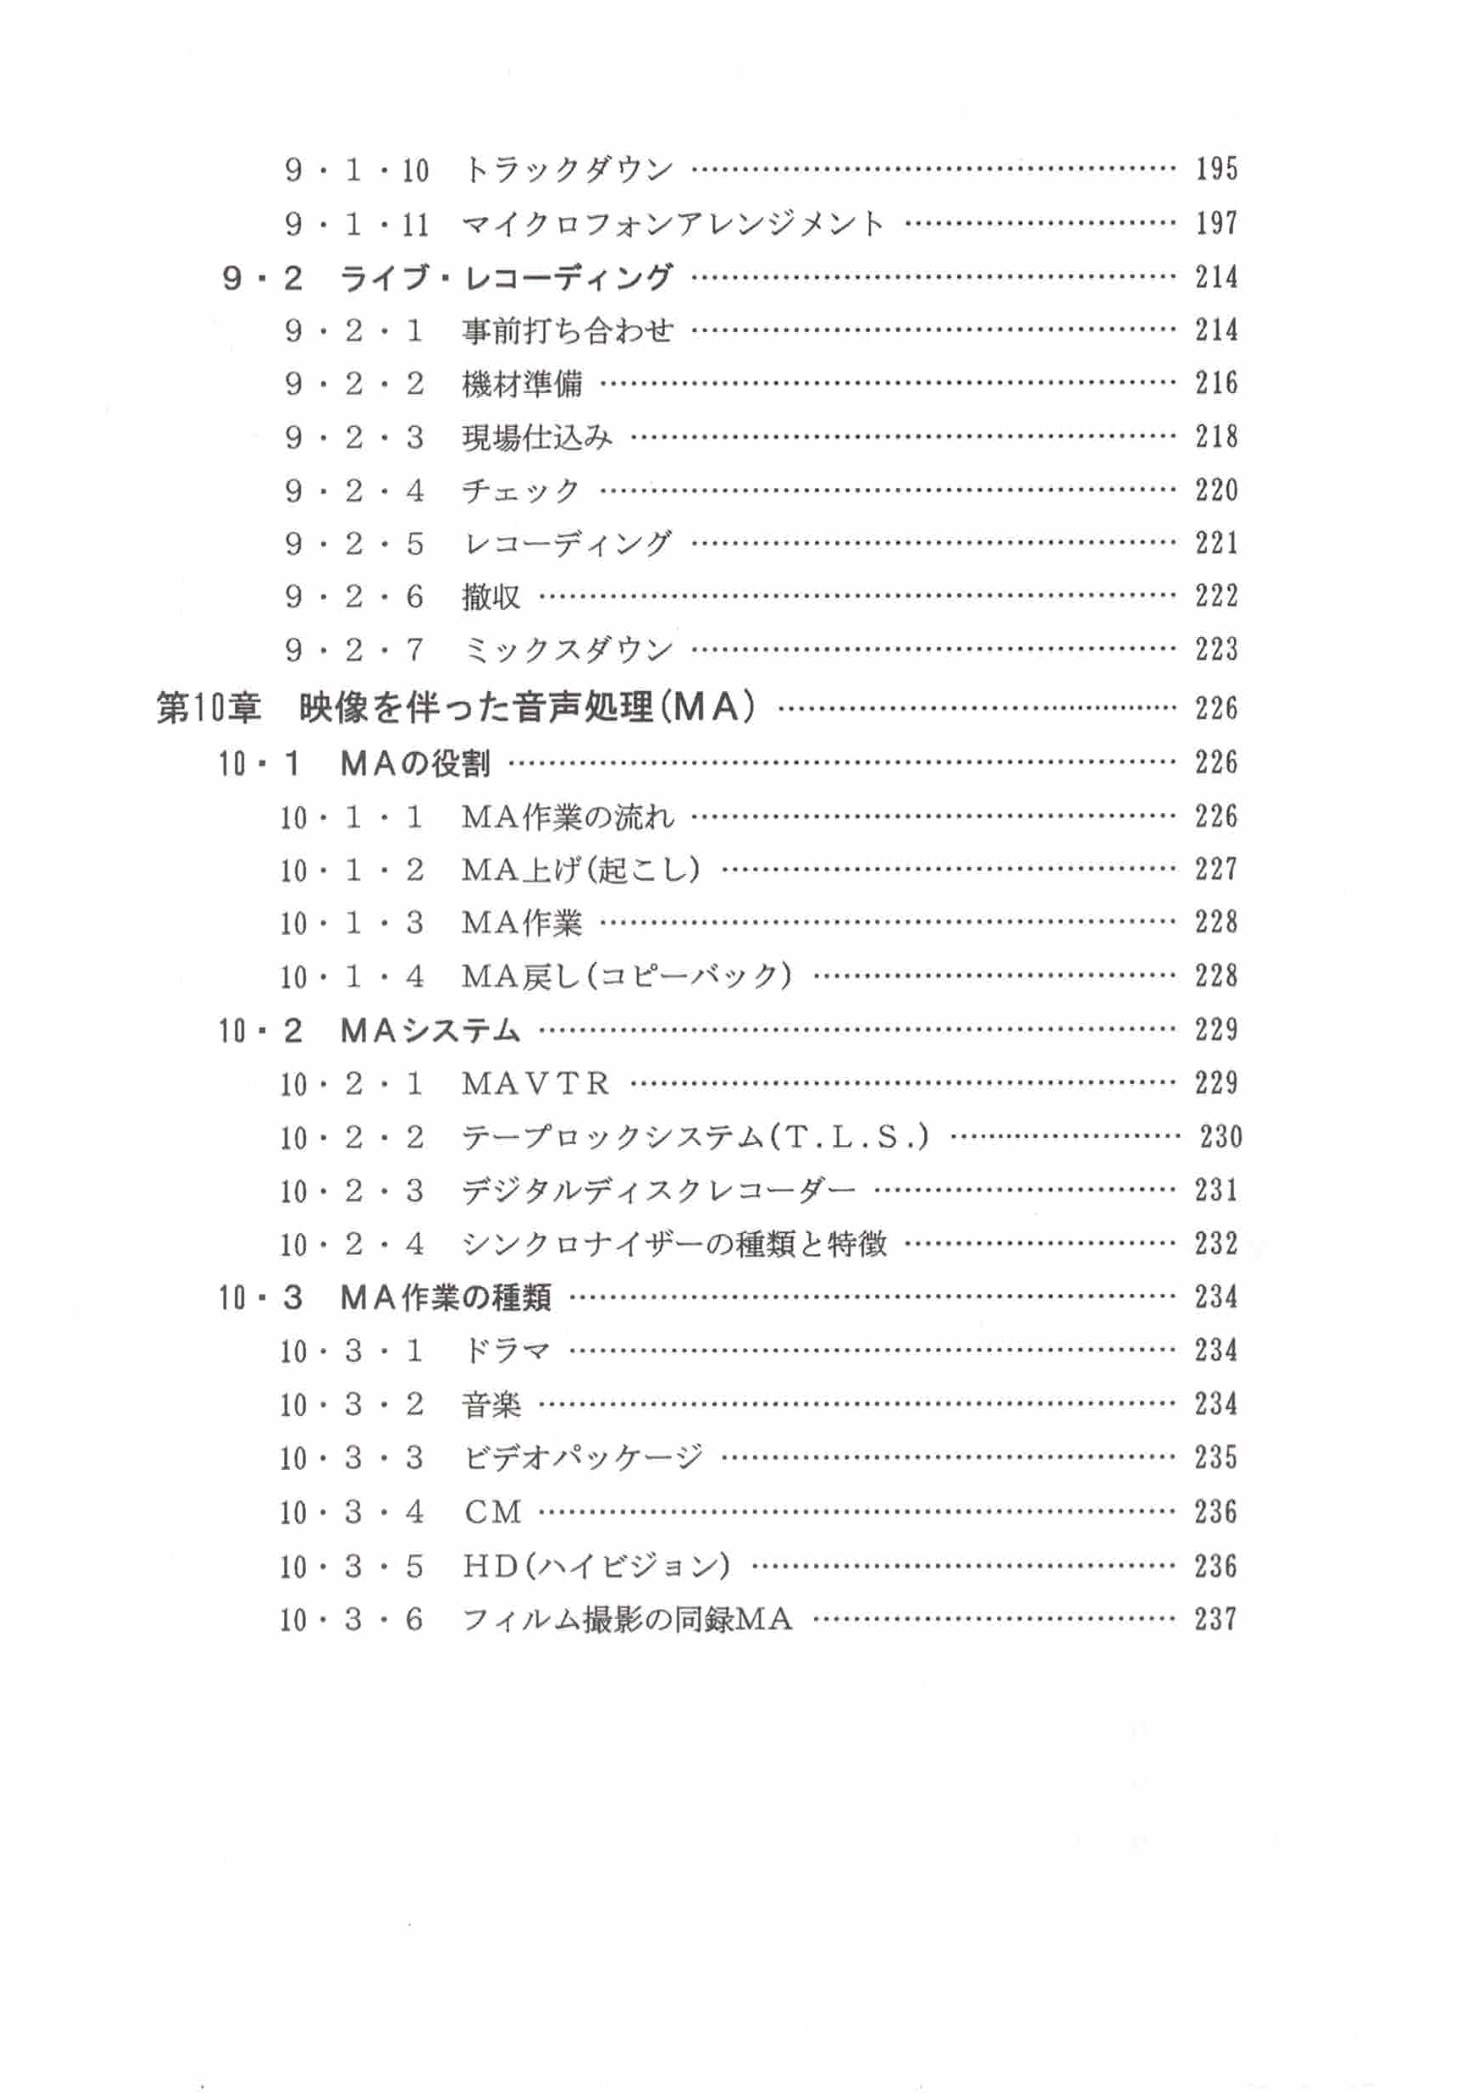 9・1・10 トラックダウン ………………………………………… 195
9・1・11 マイクロフォンアレンジメント ……………………… 197
9・2 ライブ・レコーディング ………………………………………… 214
9・2・1 事前打ち合わせ ………………………………………… 214
9・2・2 機材準備 ………………………………………………… 216
9・2・3 現場仕込み ……………………………………………… 218
9・2・4 チェック ………………………………………………… 220
9・2・5 レコーディング ………………………………………… 221
9・2・6 撤収 ……………………………………………………… 222
9・2・7 ミックスダウン ………………………………………… 223
第10章 映像を伴った音声処理(MA) ………………………………… 226
10・1 MAの役割 ………………………………………………………… 226
10・1・1 MA作業の流れ ………………………………………… 226
10・1・2 MA上げ(起こし) ……………………………………… 227
10・1・3 MA作業 ………………………………………………… 228
10・1・4 MA戻し(コピーバック) ……………………………… 228
10・2 MAシステム ……………………………………………………… 229
10・2・1 MAVTR ……………………………………………… 229
10・2・2 テープロックシステム(T.L.S.) …………………… 230
10・2・3 デジタルディスクレコーダー ………………………… 231
10・2・4 シンクロナイザーの種類と特徴 ……………………… 232
10・3 MA作業の種類 …………………………………………………… 234
10・3・1 ドラマ …………………………………………………… 234
10・3・2 音楽 ……………………………………………………… 234
10・3・3 ビデオパッケージ ……………………………………… 235
10・3・4 CM ……………………………………………………… 236
10・3・5 HD(ハイビジョン) …………………………………… 236
10・3・6 フィルム撮影の同録MA ……………………………… 237